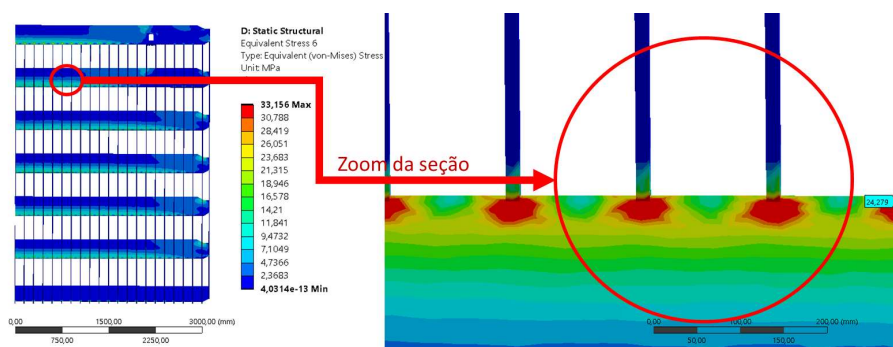 D: Static Structural
Equivalent Stress 6
Type: Equivalent (von-Mises) Stress
Unit: MPa
33,156 Max
30,788
28,419
26,051
23,683
21,315
18,946
16,578
14,21
11,841
9,4732
7,1049
4,7366
2,3683
4,0314e-13 Min
Zoom da seção
24,279
0,00 1500,00 3000,00 (mm)
750,00 2250,00
0,00 100,00 200,00 (mm)
50,00 150,00